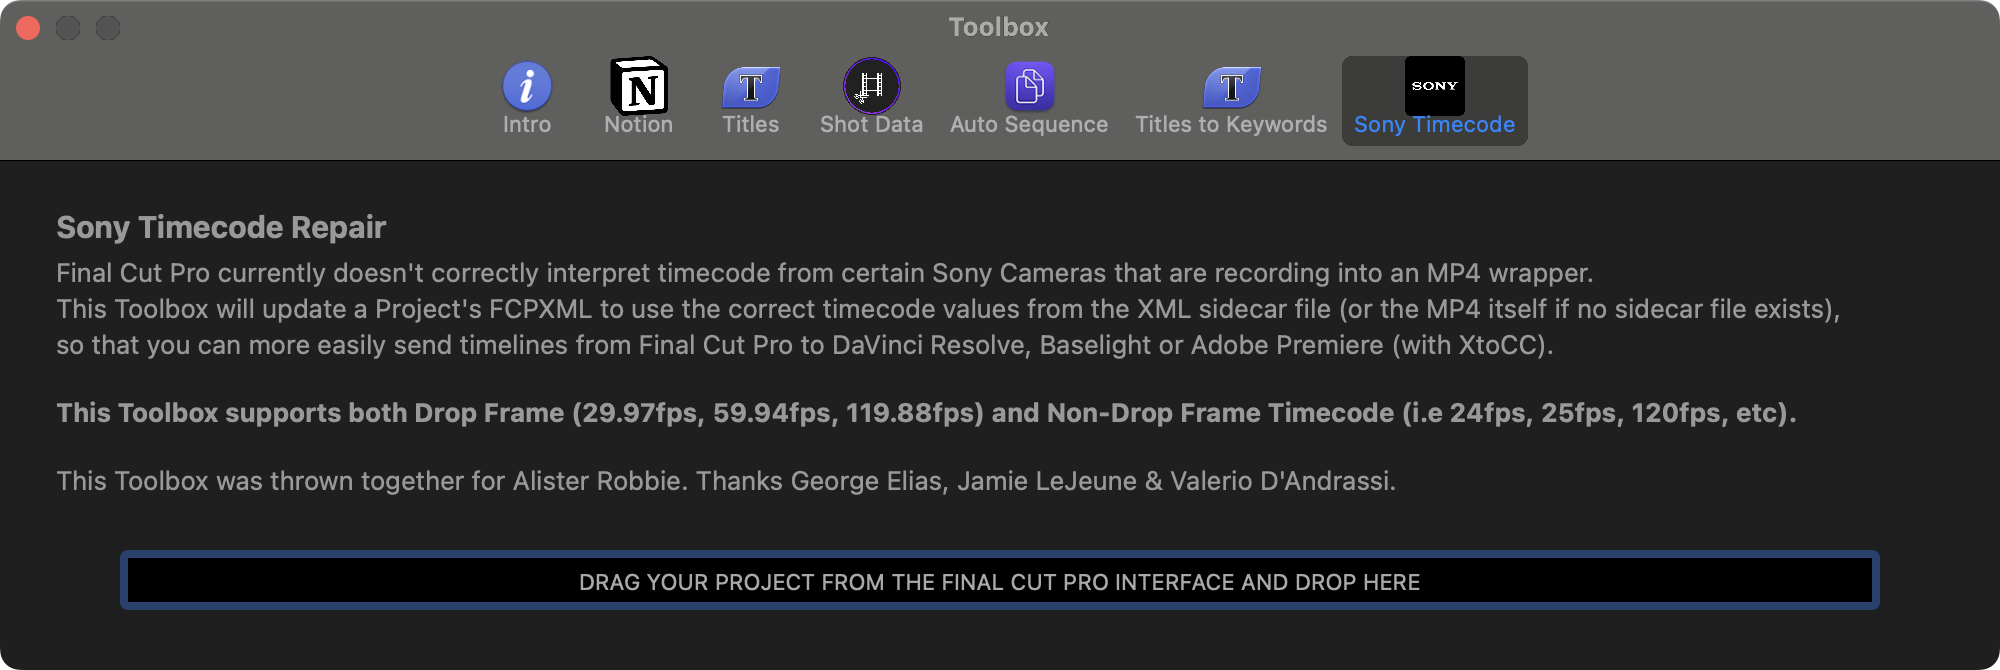 Toolbox
Intro
Notion
Titles
Shot Data
Auto Sequence
Titles to Keywords
SONY
Sony Timecode
Sony Timecode Repair
Final Cut Pro currently doesn't correctly interpret timecode from certain Sony Cameras that are recording into an MP4 wrapper.
This Toolbox will update a Project's FCPXML to use the correct timecode values from the XML sidecar file (or the MP4 itself if no sidecar file exists),
so that you can more easily send timelines from Final Cut Pro to DaVinci Resolve, Baselight or Adobe Premiere (with XtoCC).
This Toolbox supports both Drop Frame (29.97fps, 59.94fps, 119.88fps) and Non-Drop Frame Timecode (i.e 24fps, 25fps, 120fps, etc).
This Toolbox was thrown together for Alister Robbie. Thanks George Elias, Jamie LeJeune & Valerio D'Andrassi.
DRAG YOUR PROJECT FROM THE FINAL CUT PRO INTERFACE AND DROP HERE